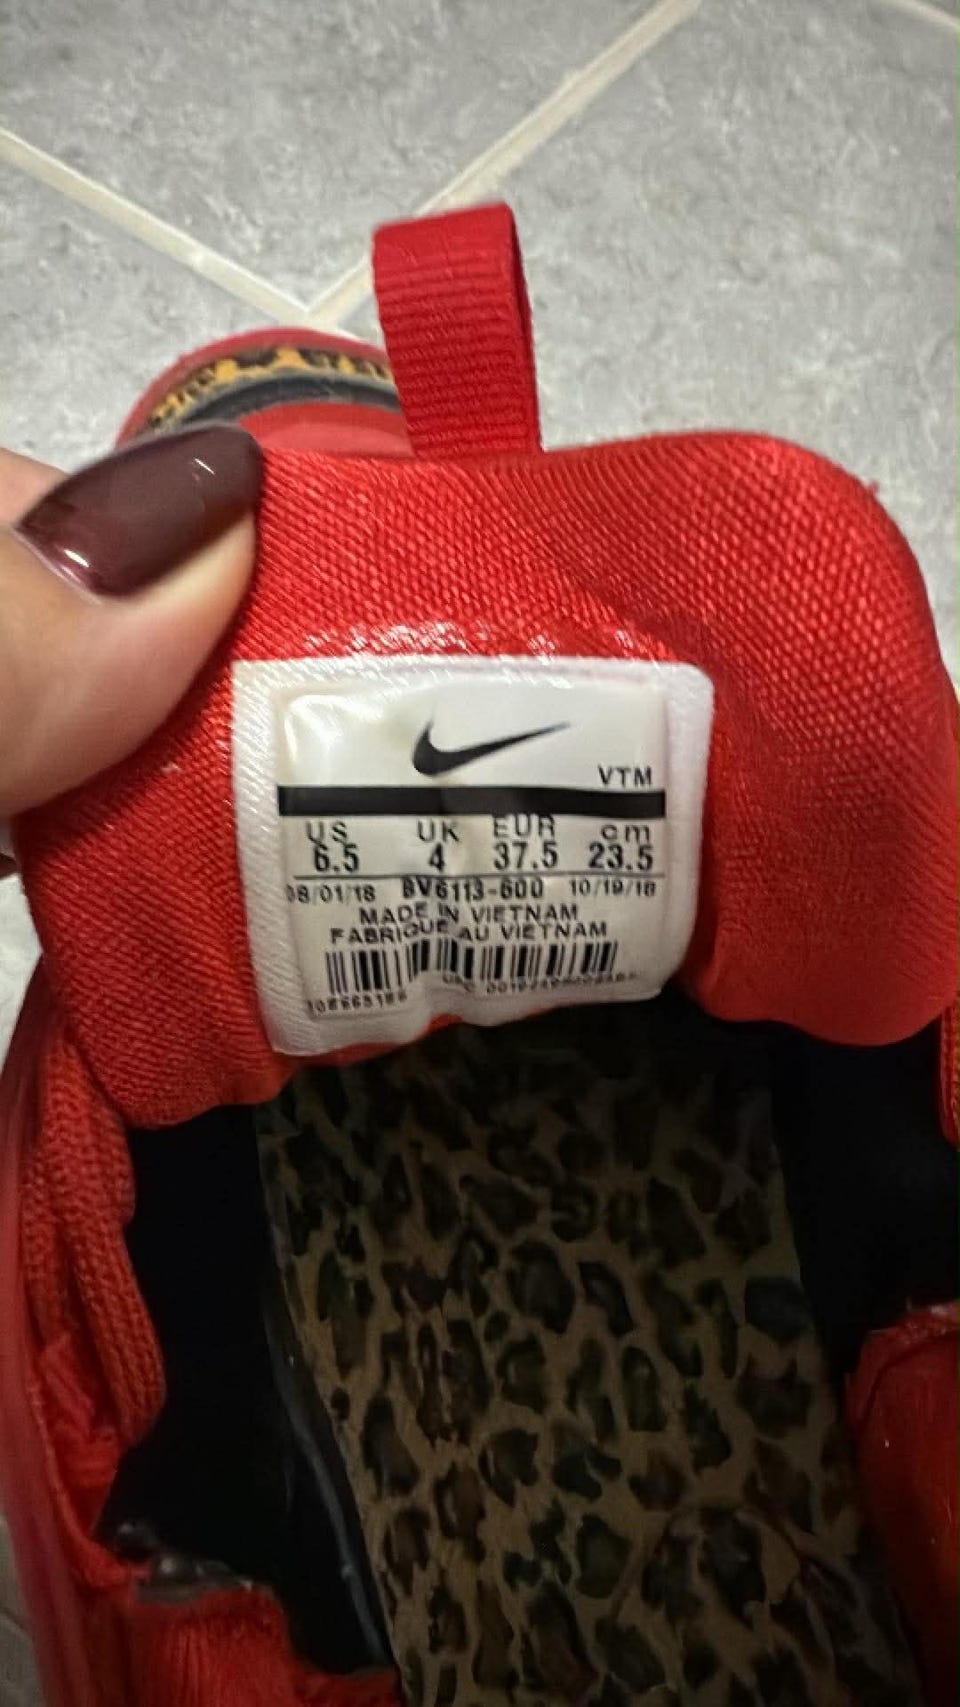 VTM
US UK EUR cm
6.5 4 37.5 23.5
08/01/18 BV6113-600 10/19/18
MADE IN VIETNAM
FABRIQUE AU VIETNAM